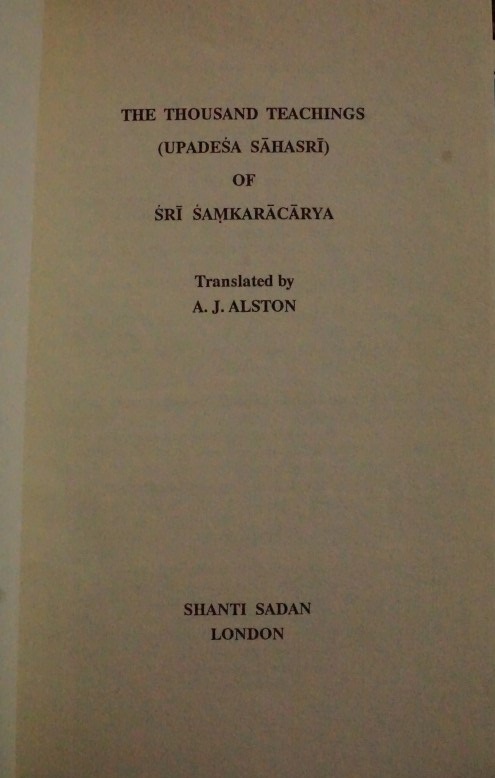 THE THOUSAND TEACHINGS
(UPADEŚA SĀHASRĪ)
OF
ŚRĪ ŚAṂKARĀCĀRYA
Translated by
A. J. ALSTON
SHANTI SADAN
LONDON